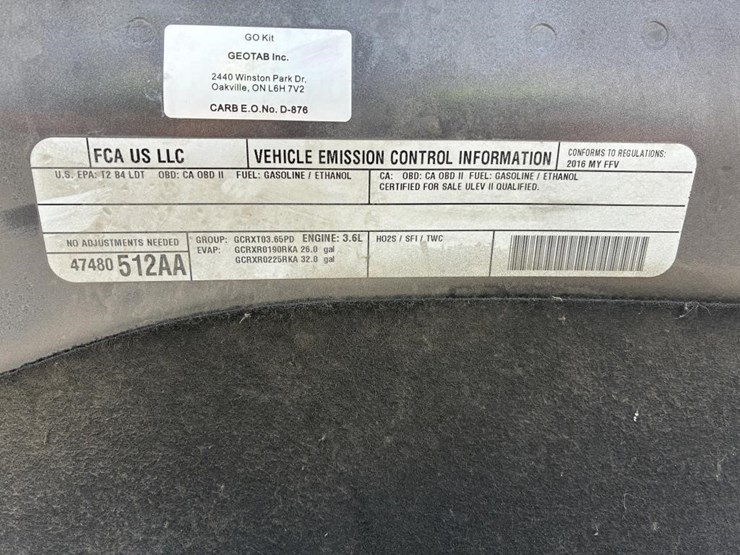 GO Kit
GEOTAB Inc.
2440 Winston Park Dr.
Oakville, ON L6H 7V2
CARB E.O.No. D-876
FCA US LLC
VEHICLE EMISSION CONTROL INFORMATION
CONFORMS TO REGULATIONS:
2016 MY FFV
U.S. EPA: T2 B4 LDT OBD: CA OBD II FUEL: GASOLINE / ETHANOL
CA: OBD: CA OBD II FUEL: GASOLINE / ETHANOL
CERTIFIED FOR SALE ULEV II QUALIFIED.
NO ADJUSTMENTS NEEDED
47480 512AA
GROUP: GCRXT03.65PD ENGINE: 3.6L
EVAP: GCRXR0190RKA 26.0 gal
GCRXR0225RKA 32.0 gal
HO2S / SFI / TWC